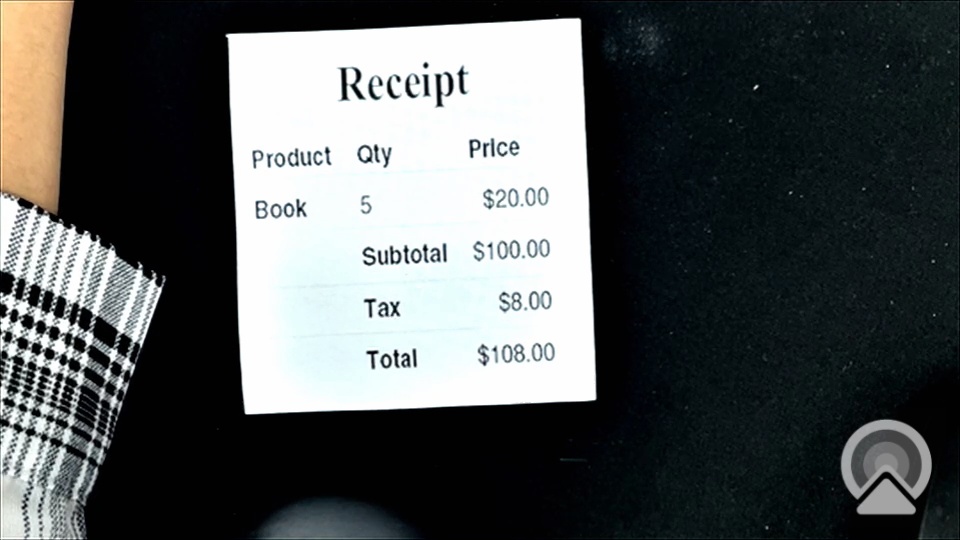 Receipt
Product Qty Price
Book 5 $20.00
Subtotal $100.00
Tax $8.00
Total $108.00